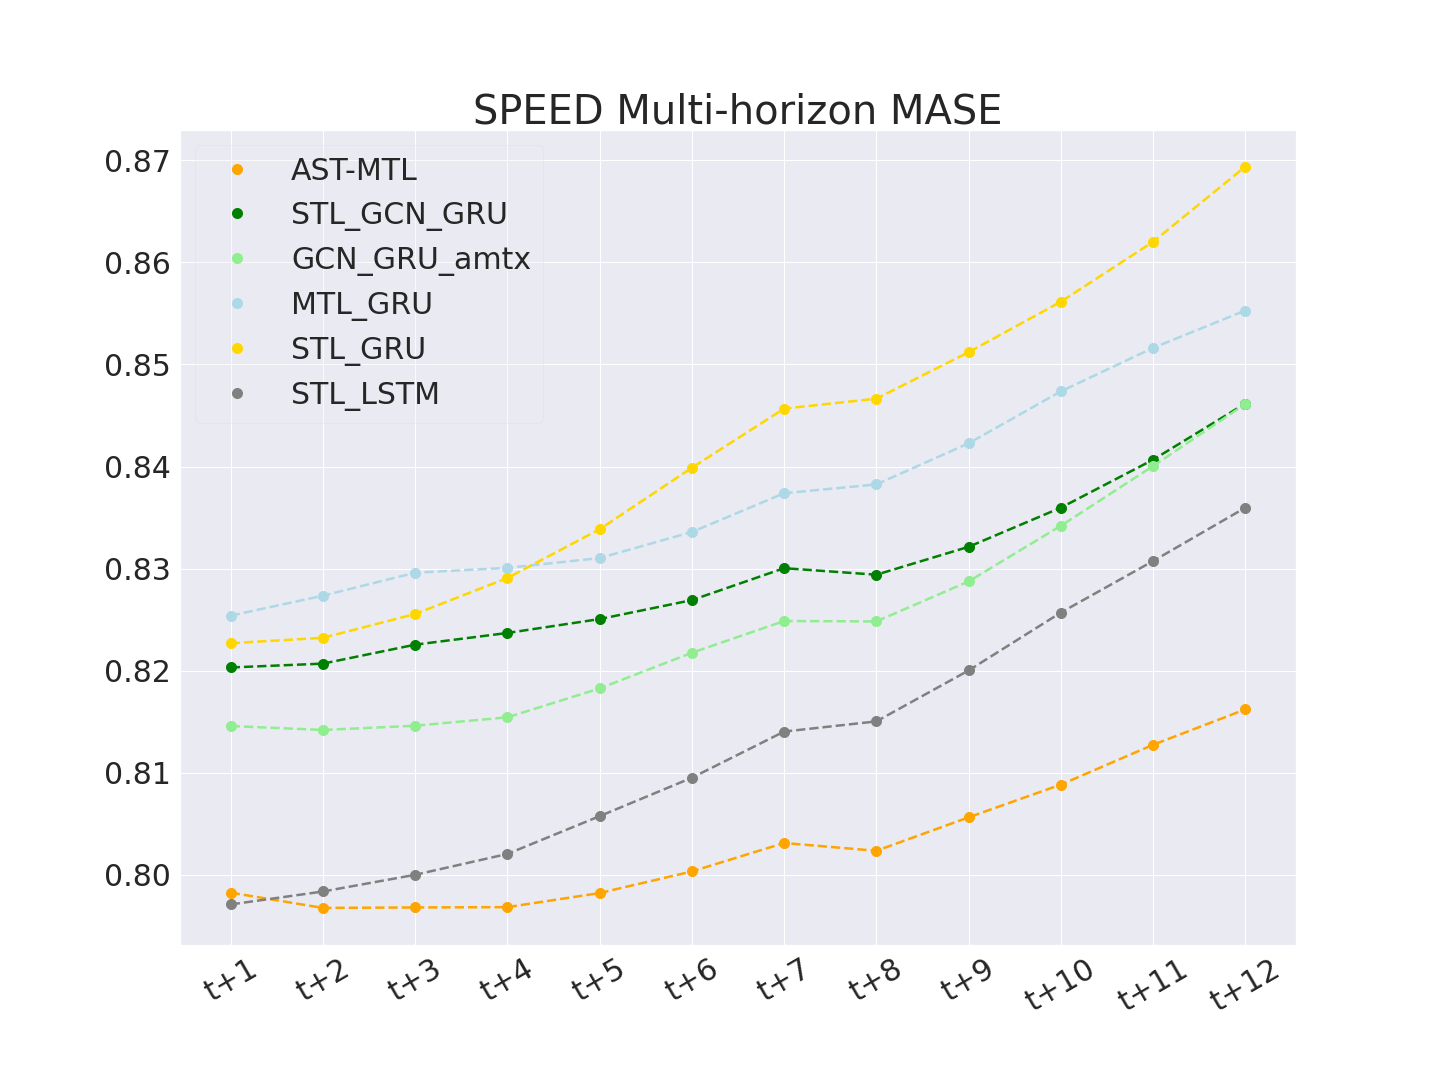 SPEED Multi-horizon MASE
0.87
0.86
0.85
0.84
0.83
0.82
0.81
0.80
AST-MTL
STL_GCN_GRU
GCN_GRU_amtx
MTL_GRU
STL_GRU
STL_LSTM
t+1 t+2 t+3 t+4 t+5 t+6 t+7 t+8 t+9 t+10 t+11 t+12